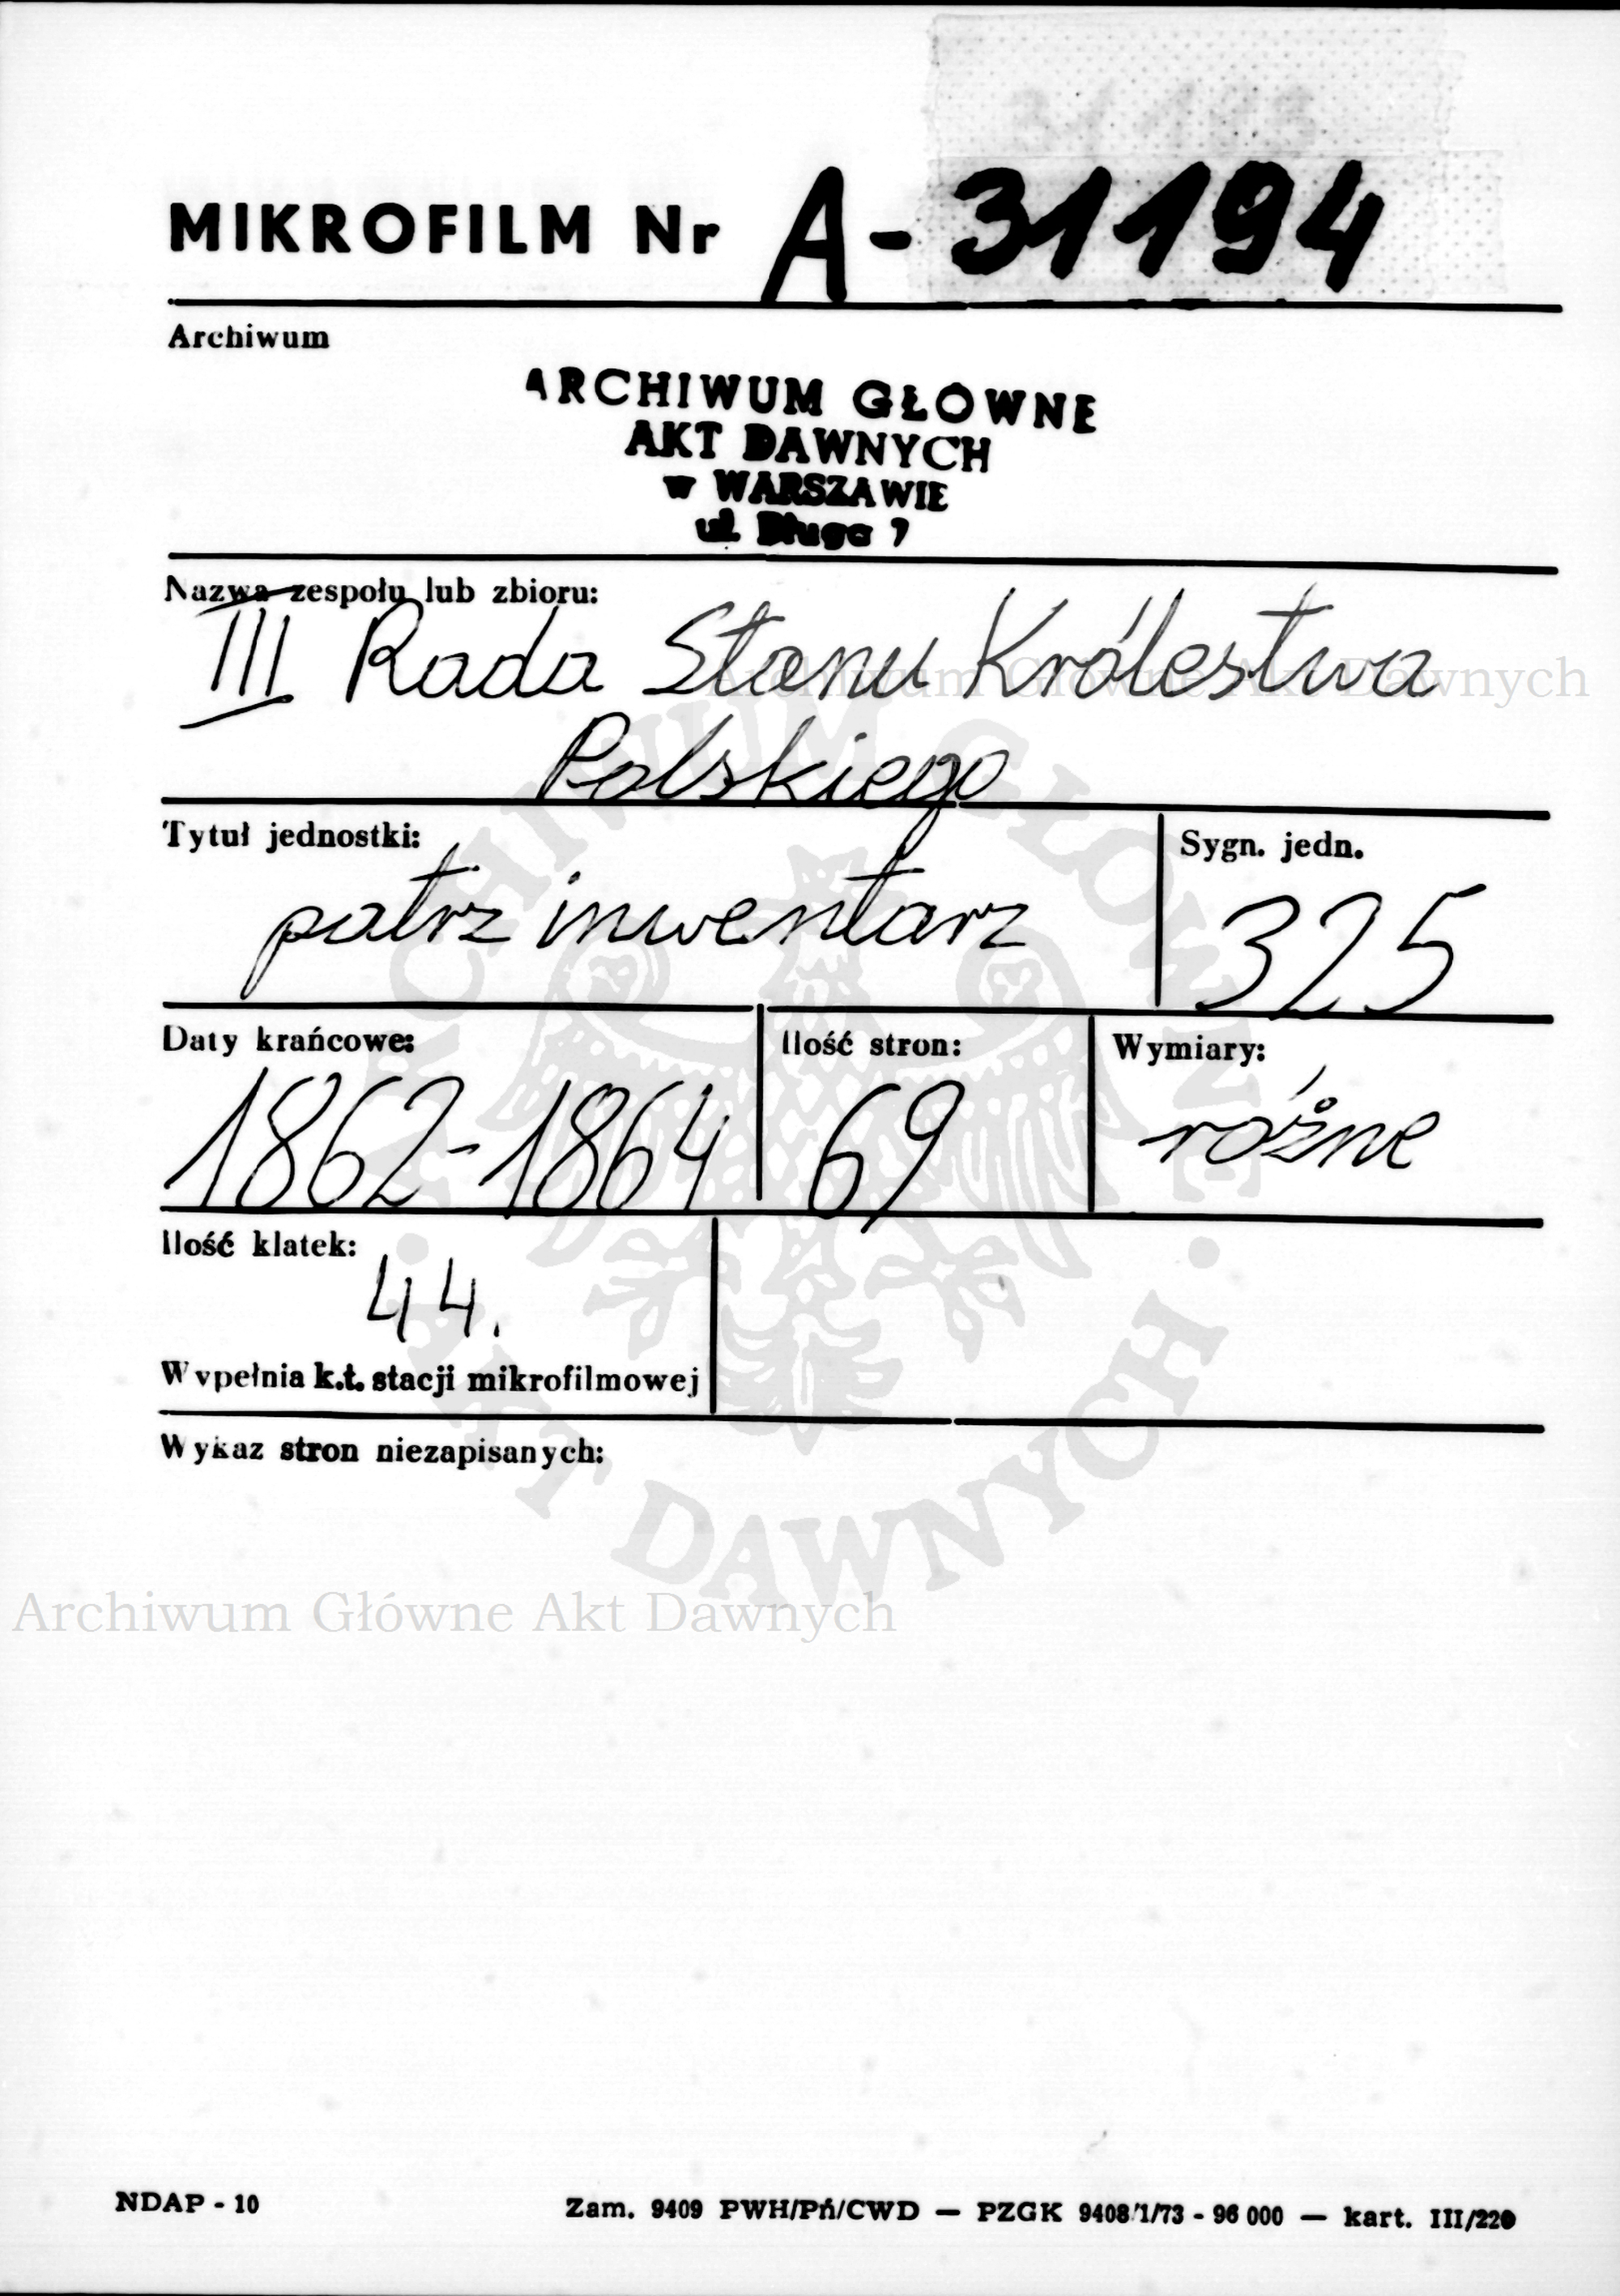 MIKROFILM Nr A-31194
Archiwum
ARCHIWUM GŁÓWNE
AKT DAWNYCH
w WARSZAWIE
ul. Długa 7
Nazwa zespołu lub zbioru:
III Rada Stanu Królestwa
Archiwum Główne Akt Dawnych
Polskiego
Tytuł jednostki:
patrz inwentarz
Sygn. jedn.
325
Daty krańcowe:
1862-1864
Ilość stron:
69
Wymiary:
różne
Ilość klatek:
44.
Wypełnia k.t. stacji mikrofilmowej
Wykaz stron niezapisanych:
ARCHIWUM GŁÓWNE
· AKT DAWNYCH ·
Archiwum Główne Akt Dawnych
NDAP - 10
Zam. 9409 PWH/Pń/CWD — PZGK 9408/1/73 - 96 000 — kart. III/220